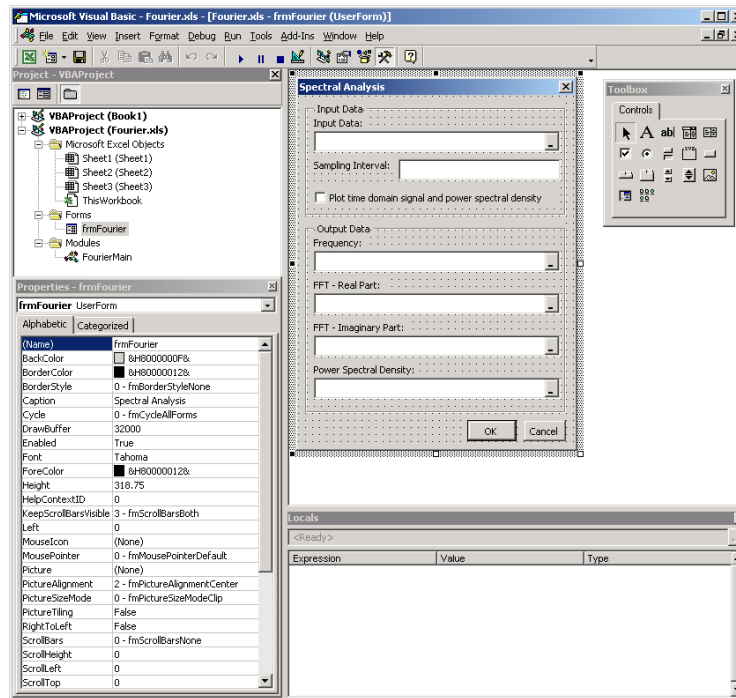 Microsoft Visual Basic - Fourier.xls - [Fourier.xls - frmFourier (UserForm)]
File Edit View Insert Format Debug Run Tools Add-Ins Window Help
Project - VBAProject
VBAProject (Book1)
VBAProject (Fourier.xls)
Microsoft Excel Objects
Sheet1 (Sheet1)
Sheet2 (Sheet2)
Sheet3 (Sheet3)
ThisWorkbook
Forms
frmFourier
Modules
FourierMain
Properties - frmFourier
frmFourier UserForm
Alphabetic Categorized
(Name) frmFourier
BackColor &H8000000F&
BorderColor &H80000012&
BorderStyle 0 - fmBorderStyleNone
Caption Spectral Analysis
Cycle 0 - fmCycleAllForms
DrawBuffer 32000
Enabled True
Font Tahoma
ForeColor &H80000012&
Height 318.75
HelpContextID 0
KeepScrollBarsVisible 3 - fmScrollBarsBoth
Left 0
MouseIcon (None)
MousePointer 0 - fmMousePointerDefault
Picture (None)
PictureAlignment 2 - fmPictureAlignmentCenter
PictureSizeMode 0 - fmPictureSizeModeClip
PictureTiling False
RightToLeft False
ScrollBars 0 - fmScrollBarsNone
ScrollHeight 0
ScrollLeft 0
ScrollTop 0
Spectral Analysis
Input Data
Input Data:
Sampling Interval:
Plot time domain signal and power spectral density
Output Data
Frequency:
FFT - Real Part:
FFT - Imaginary Part:
Power Spectral Density:
OK Cancel
Toolbox
Controls
A ab|
Locals
<Ready>
Expression Value Type